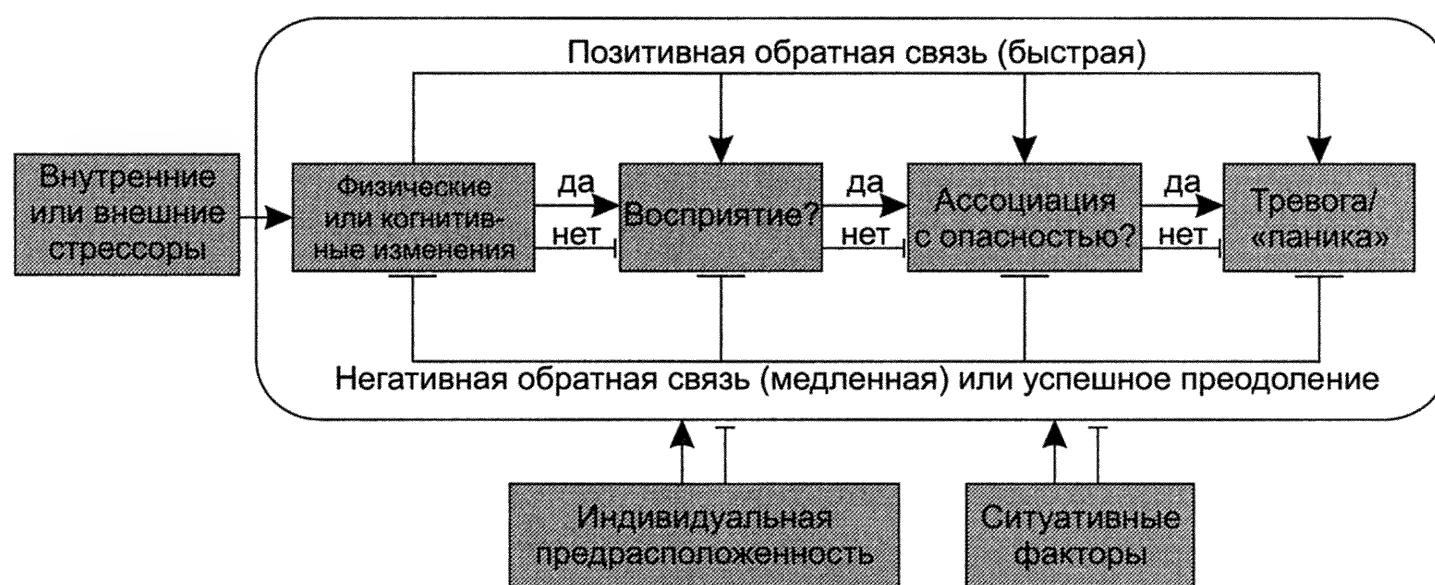 Позитивная обратная связь (быстрая)
Внутренние
или внешние
стрессоры
Физические
или когнитив-
ные изменения
да
нет
Восприятие?
да
нет
Ассоциация
с опасностью?
да
нет
Тревога/
«паника»
Негативная обратная связь (медленная) или успешное преодоление
Индивидуальная
предрасположенность
Ситуативные
факторы